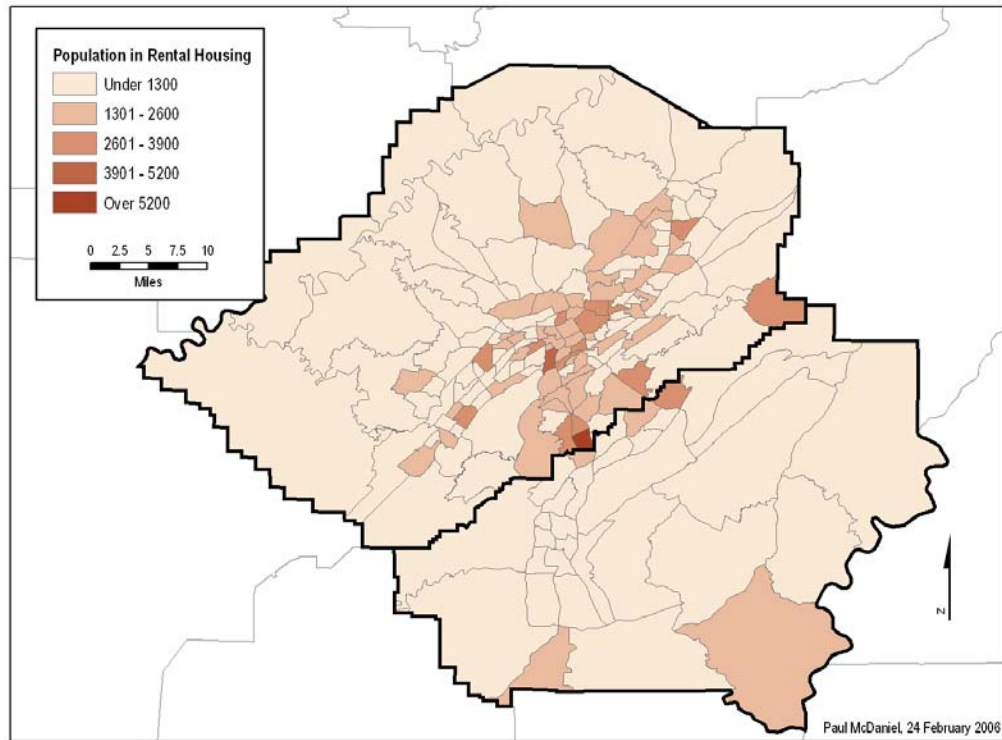 Population in Rental Housing
Under 1300
1301 - 2600
2601 - 3900
3901 - 5200
Over 5200
0 2.5 5 7.5 10
Miles
N
Paul McDaniel, 24 February 2006